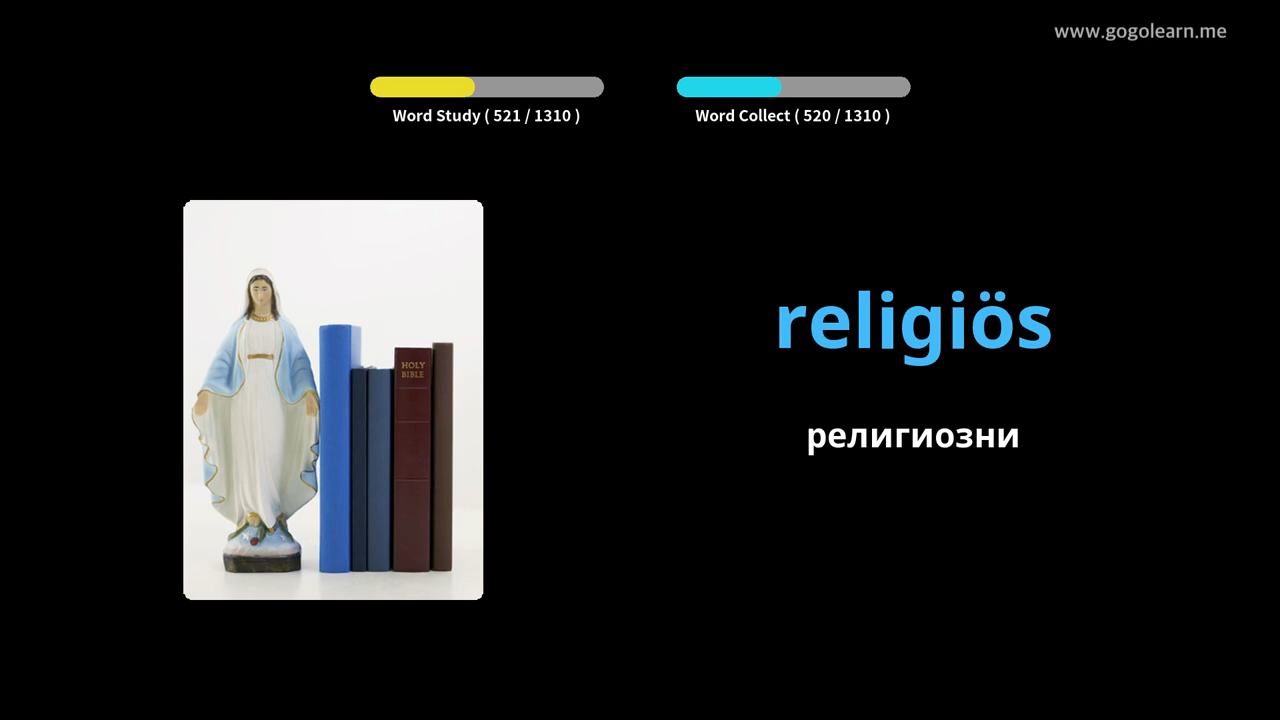 www.gogolearn.me
Word Study ( 521 / 1310 )
Word Collect ( 520 / 1310 )
HOLY
BIBLE
religiös
религиозни